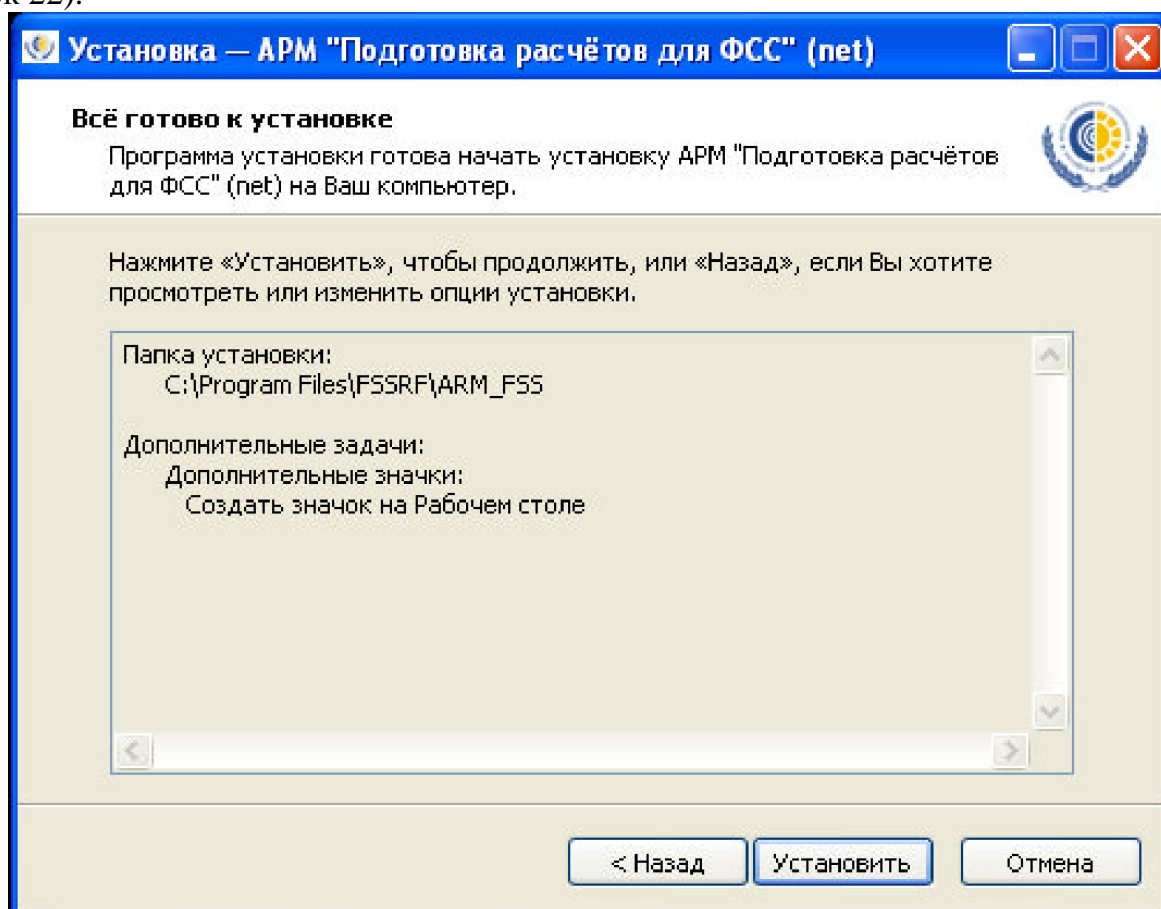 к 22).
Установка — АРМ "Подготовка расчётов для ФСС" (net)
Всё готово к установке
Программа установки готова начать установку АРМ "Подготовка расчётов
для ФСС" (net) на Ваш компьютер.
Нажмите «Установить», чтобы продолжить, или «Назад», если Вы хотите
просмотреть или изменить опции установки.
Папка установки:
C:\Program Files\FSSRF\ARM_FSS
Дополнительные задачи:
Дополнительные значки:
Создать значок на Рабочем столе
< Назад
Установить
Отмена